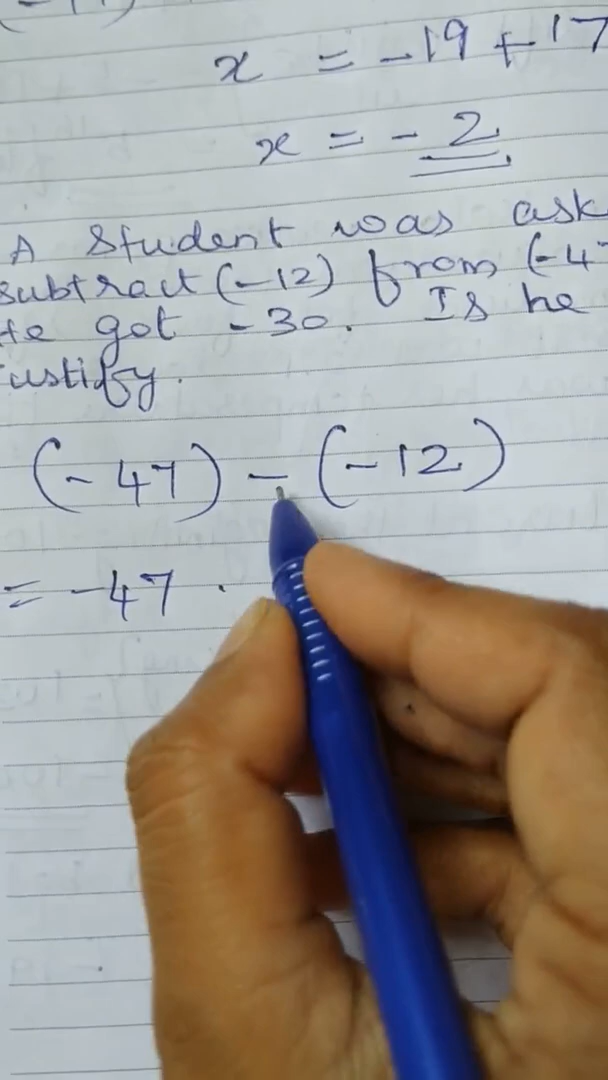 x = -19 + 17
x = - 2
A student was ask
subtract (-12) from (-4
He got -30. Is he
ustify.
(-47) - (-12)
= -47